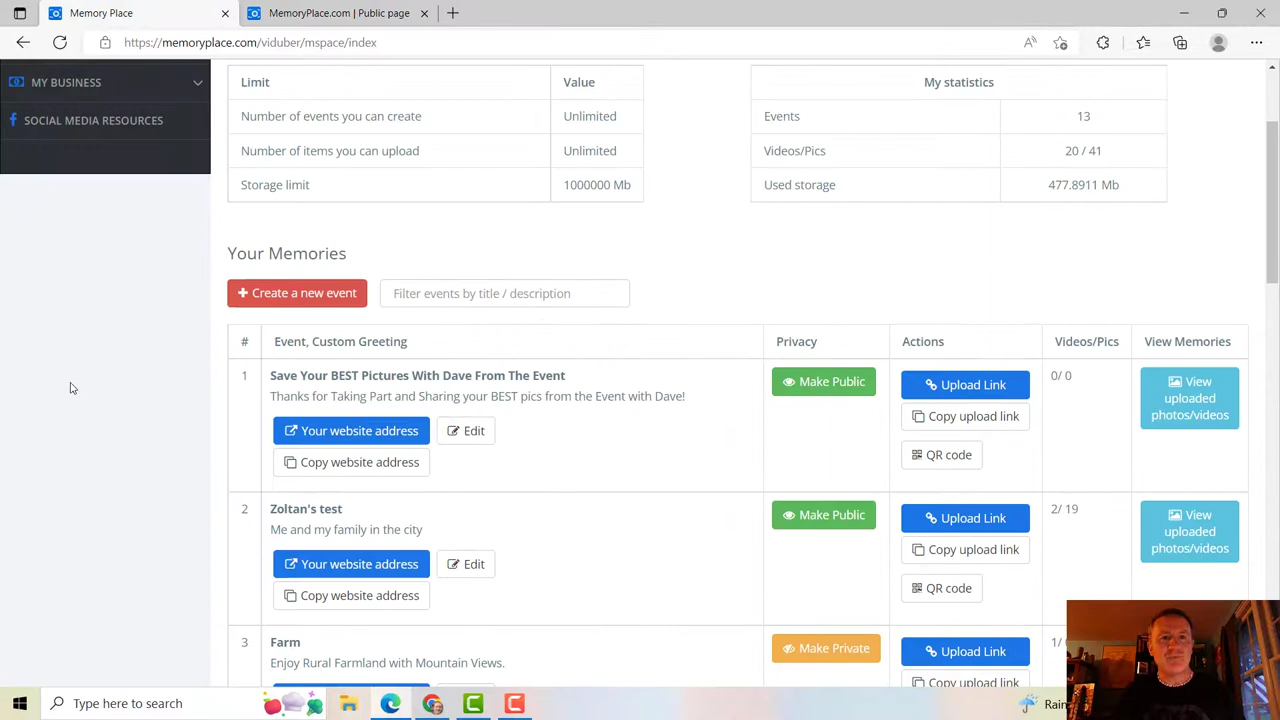 Memory Place
MemoryPlace.com | Public page
https://memoryplace.com/viduber/mspace/index
MY BUSINESS
SOCIAL MEDIA RESOURCES
Limit Value
Number of events you can create Unlimited
Number of items you can upload Unlimited
Storage limit 1000000 Mb
My statistics
Events 13
Videos/Pics 20 / 41
Used storage 477.8911 Mb
Your Memories
Create a new event
Filter events by title / description
# Event, Custom Greeting Privacy Actions Videos/Pics View Memories
1 Save Your BEST Pictures With Dave From The Event
Thanks for Taking Part and Sharing your BEST pics from the Event with Dave!
Your website address Edit
Copy website address
Make Public
Upload Link
Copy upload link
QR code
0/ 0
View
uploaded
photos/videos
2 Zoltan's test
Me and my family in the city
Your website address Edit
Copy website address
Make Public
Upload Link
Copy upload link
QR code
2/ 19
View
uploaded
photos/videos
3 Farm
Enjoy Rural Farmland with Mountain Views.
Make Private
Upload Link
Copy upload link
1/
Type here to search
Rain